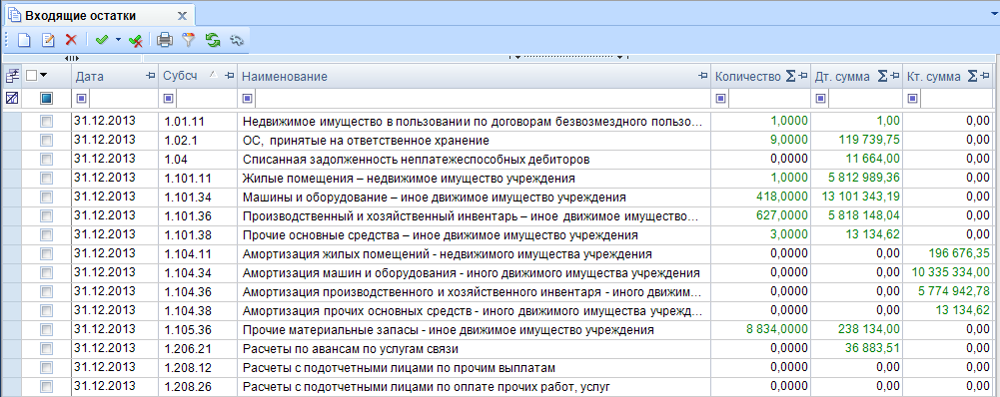 Входящие остатки
Дата Субсч Наименование Количество Σ Дт. сумма Σ Кт. сумма Σ
31.12.2013 1.01.11 Недвижимое имущество в пользовании по договорам безвозмездного пользо... 1,0000 1,00 0,00
31.12.2013 1.02.1 ОС, принятые на ответственное хранение 9,0000 119 739,75 0,00
31.12.2013 1.04 Списанная задолженность неплатежеспособных дебиторов 0,0000 11 664,00 0,00
31.12.2013 1.101.11 Жилые помещения – недвижимое имущество учреждения 1,0000 5 812 989,36 0,00
31.12.2013 1.101.34 Машины и оборудование – иное движимое имущество учреждения 418,0000 13 101 343,19 0,00
31.12.2013 1.101.36 Производственный и хозяйственный инвентарь – иное движимое имущество... 627,0000 5 818 148,04 0,00
31.12.2013 1.101.38 Прочие основные средства – иное движимое имущество учреждения 3,0000 13 134,62 0,00
31.12.2013 1.104.11 Амортизация жилых помещений - недвижимого имущества учреждения 0,0000 0,00 196 676,35
31.12.2013 1.104.34 Амортизация машин и оборудования - иного движимого имущества учреждения 0,0000 0,00 10 335 334,00
31.12.2013 1.104.36 Амортизация производственного и хозяйственного инвентаря - иного движим... 0,0000 0,00 5 774 942,78
31.12.2013 1.104.38 Амортизация прочих основных средств - иного движимого имущества учрежд... 0,0000 0,00 13 134,62
31.12.2013 1.105.36 Прочие материальные запасы - иное движимое имущество учреждения 8 834,0000 238 134,00 0,00
31.12.2013 1.206.21 Расчеты по авансам по услугам связи 0,0000 36 883,51 0,00
31.12.2013 1.208.12 Расчеты с подотчетными лицами по прочим выплатам 0,0000 0,00 0,00
31.12.2013 1.208.26 Расчеты с подотчетными лицами по оплате прочих работ, услуг 0,0000 0,00 0,00